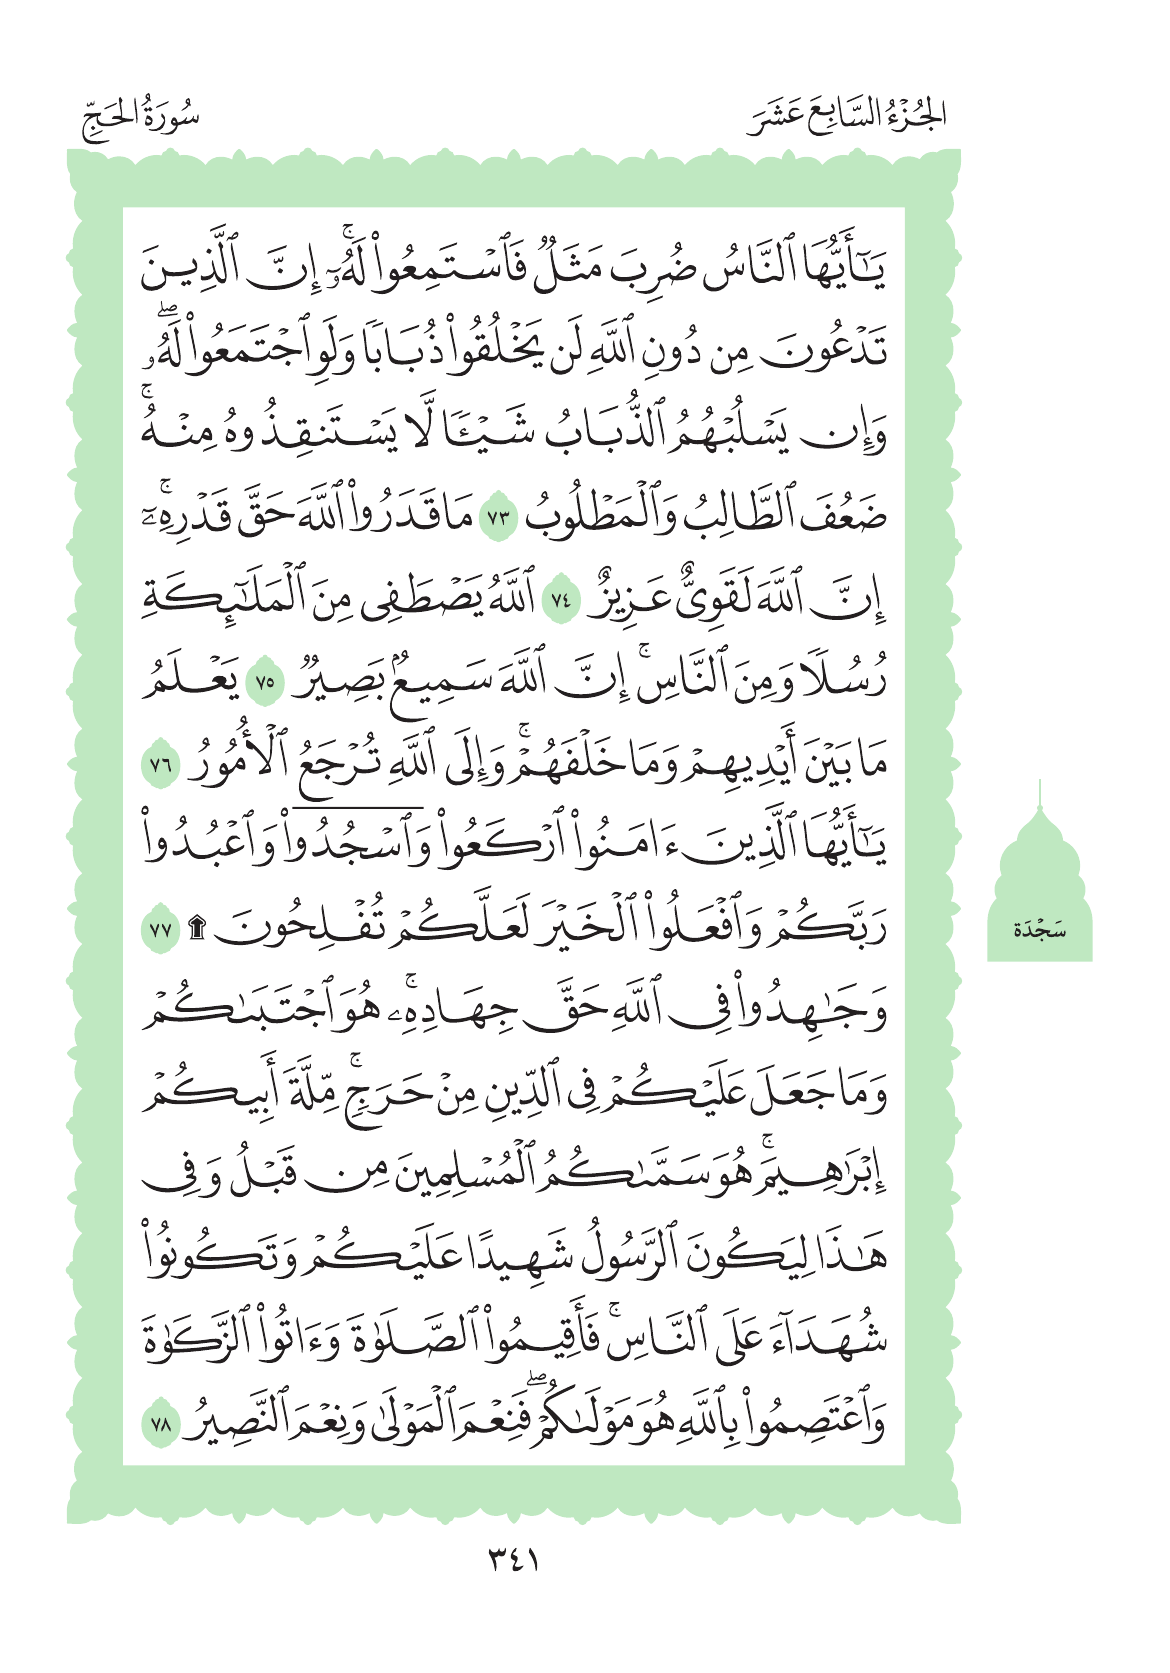 الجُزْءُ السَّابِعَ عَشَرَ
سُورَةُ الحَجِّ
يَـٰٓأَيُّهَا ٱلنَّاسُ ضُرِبَ مَثَلٌ فَٱسْتَمِعُوا۟ لَهُۥٓ ۚ إِنَّ ٱلَّذِينَ
تَدْعُونَ مِن دُونِ ٱللَّهِ لَن يَخْلُقُوا۟ ذُبَابًا وَلَوِ ٱجْتَمَعُوا۟ لَهُۥ ۖ
وَإِن يَسْلُبْهُمُ ٱلذُّبَابُ شَيْـًٔا لَّا يَسْتَنقِذُوهُ مِنْهُ ۚ
ضَعُفَ ٱلطَّالِبُ وَٱلْمَطْلُوبُ ٧٣ مَا قَدَرُوا۟ ٱللَّهَ حَقَّ قَدْرِهِۦٓ ۚ
إِنَّ ٱللَّهَ لَقَوِىٌّ عَزِيزٌ ٧٤ ٱللَّهُ يَصْطَفِى مِنَ ٱلْمَلَـٰٓئِكَةِ
رُسُلًا وَمِنَ ٱلنَّاسِ ۚ إِنَّ ٱللَّهَ سَمِيعٌۢ بَصِيرٌ ٧٥ يَعْلَمُ
مَا بَيْنَ أَيْدِيهِمْ وَمَا خَلْفَهُمْ ۚ وَإِلَى ٱللَّهِ تُرْجَعُ ٱلْأُمُورُ ٧٦
يَـٰٓأَيُّهَا ٱلَّذِينَ ءَامَنُوا۟ ٱرْكَعُوا۟ وَٱسْجُدُوا۟ وَٱعْبُدُوا۟
رَبَّكُمْ وَٱفْعَلُوا۟ ٱلْخَيْرَ لَعَلَّكُمْ تُفْلِحُونَ ۩ ٧٧
سَجْدَة
وَجَـٰهِدُوا۟ فِى ٱللَّهِ حَقَّ جِهَادِهِۦ ۚ هُوَ ٱجْتَبَىٰكُمْ
وَمَا جَعَلَ عَلَيْكُمْ فِى ٱلدِّينِ مِنْ حَرَجٍ ۚ مِّلَّةَ أَبِيكُمْ
إِبْرَٰهِيمَ ۚ هُوَ سَمَّىٰكُمُ ٱلْمُسْلِمِينَ مِن قَبْلُ وَفِى
هَـٰذَا لِيَكُونَ ٱلرَّسُولُ شَهِيدًا عَلَيْكُمْ وَتَكُونُوا۟
شُهَدَآءَ عَلَى ٱلنَّاسِ ۚ فَأَقِيمُوا۟ ٱلصَّلَوٰةَ وَءَاتُوا۟ ٱلزَّكَوٰةَ
وَٱعْتَصِمُوا۟ بِٱللَّهِ هُوَ مَوْلَىٰكُمْ ۖ فَنِعْمَ ٱلْمَوْلَىٰ وَنِعْمَ ٱلنَّصِيرُ ٧٨
٣٤١